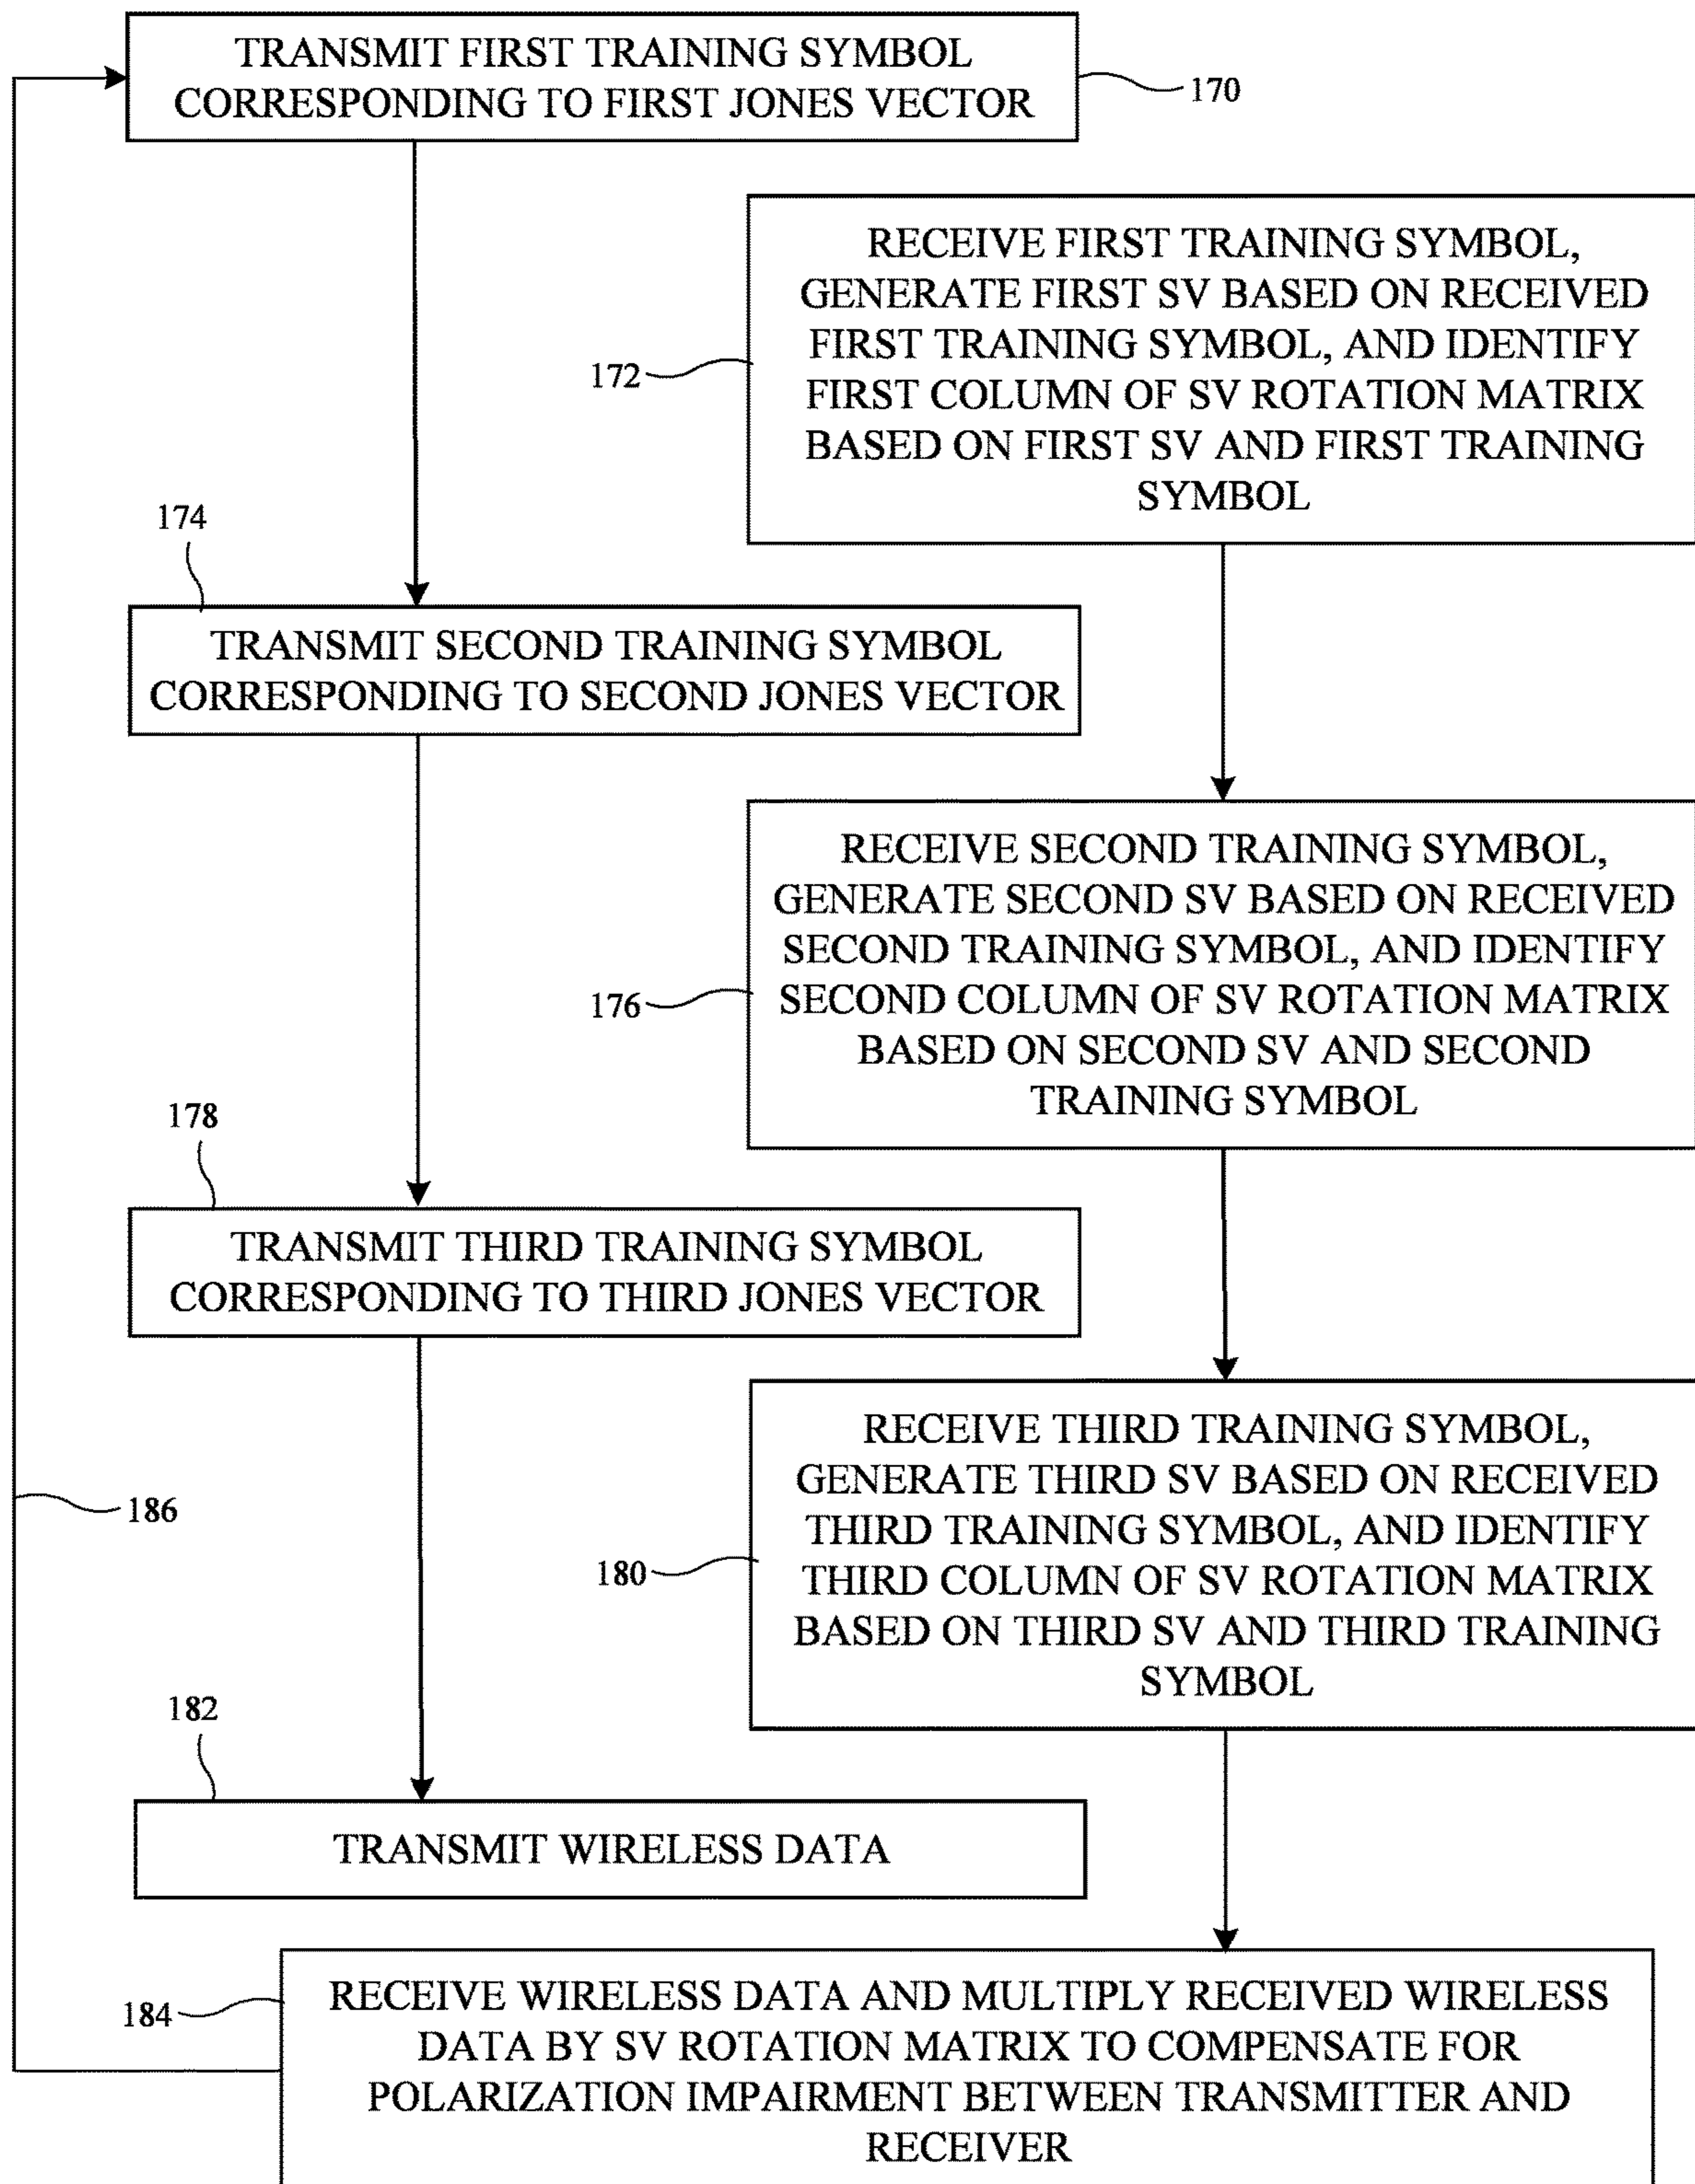 TRANSMIT FIRST TRAINING SYMBOL
CORRESPONDING TO FIRST JONES VECTOR
170
RECEIVE FIRST TRAINING SYMBOL,
GENERATE FIRST SV BASED ON RECEIVED
FIRST TRAINING SYMBOL, AND IDENTIFY
FIRST COLUMN OF SV ROTATION MATRIX
BASED ON FIRST SV AND FIRST TRAINING
SYMBOL
172
174
TRANSMIT SECOND TRAINING SYMBOL
CORRESPONDING TO SECOND JONES VECTOR
RECEIVE SECOND TRAINING SYMBOL,
GENERATE SECOND SV BASED ON RECEIVED
SECOND TRAINING SYMBOL, AND IDENTIFY
SECOND COLUMN OF SV ROTATION MATRIX
BASED ON SECOND SV AND SECOND
TRAINING SYMBOL
176
178
TRANSMIT THIRD TRAINING SYMBOL
CORRESPONDING TO THIRD JONES VECTOR
RECEIVE THIRD TRAINING SYMBOL,
GENERATE THIRD SV BASED ON RECEIVED
THIRD TRAINING SYMBOL, AND IDENTIFY
THIRD COLUMN OF SV ROTATION MATRIX
BASED ON THIRD SV AND THIRD TRAINING
SYMBOL
180
186
182
TRANSMIT WIRELESS DATA
184
RECEIVE WIRELESS DATA AND MULTIPLY RECEIVED WIRELESS
DATA BY SV ROTATION MATRIX TO COMPENSATE FOR
POLARIZATION IMPAIRMENT BETWEEN TRANSMITTER AND
RECEIVER